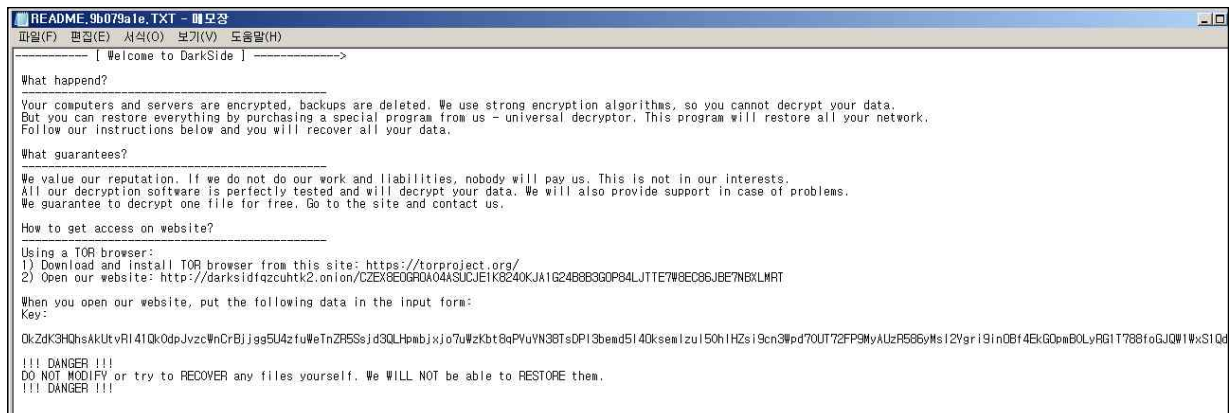 README.9b079a1e.TXT - 메모장
파일(F) 편집(E) 서식(O) 보기(V) 도움말(H)
----------- [ Welcome to DarkSide ] ------------->
What happend?
----------------------------------------------
Your computers and servers are encrypted, backups are deleted. We use strong encryption algorithms, so you cannot decrypt your data.
But you can restore everything by purchasing a special program from us - universal decryptor. This program will restore all your network.
Follow our instructions below and you will recover all your data.
What guarantees?
----------------------------------------------
We value our reputation. If we do not do our work and liabilities, nobody will pay us. This is not in our interests.
All our decryption software is perfectly tested and will decrypt your data. We will also provide support in case of problems.
We guarantee to decrypt one file for free. Go to the site and contact us.
How to get access on website?
----------------------------------------------
Using a TOR browser:
1) Download and install TOR browser from this site: https://torproject.org/
2) Open our website:
When you open our website, put the following data in the input form:
Key:
!!! DANGER !!!
DO NOT MODIFY or try to RECOVER any files yourself. We WILL NOT be able to RESTORE them.
!!! DANGER !!!